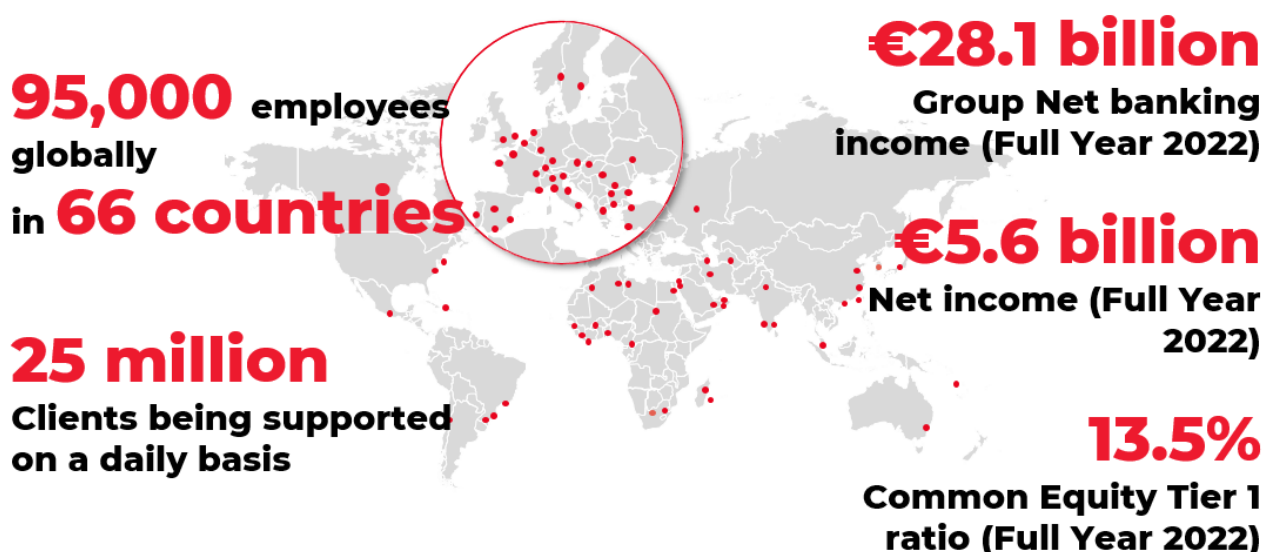 95,000 employees
globally
in 66 countries
25 million
Clients being supported
on a daily basis
€28.1 billion
Group Net banking
income (Full Year 2022)
€5.6 billion
Net income (Full Year
2022)
13.5%
Common Equity Tier 1
ratio (Full Year 2022)